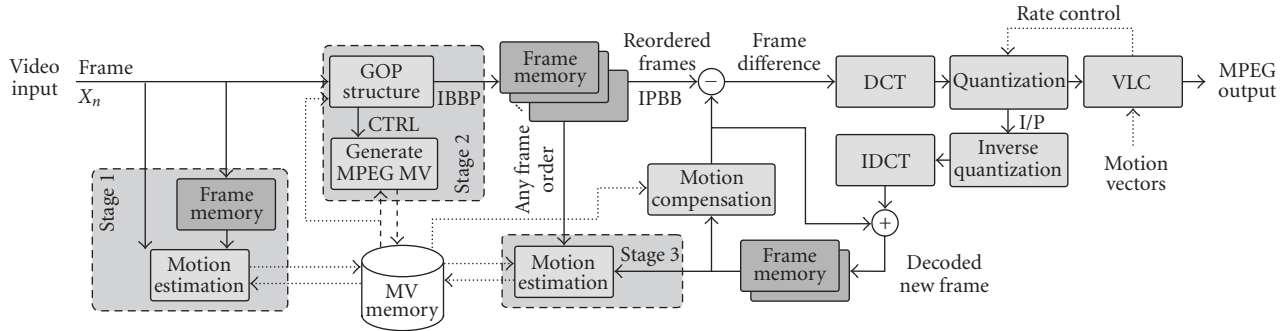 Video
input
Frame
Xn
Stage 1
Frame
memory
Motion
estimation
GOP
structure
IBBP
CTRL
Generate
MPEG MV
Stage 2
MV
memory
Frame
memory
Any frame
order
Motion
estimation
Stage 3
Reordered
frames
IPBB
−
Motion
compensation
Frame
difference
Frame
memory
DCT
IDCT
+
Decoded
new frame
Rate control
Quantization
I/P
Inverse
quantization
VLC
Motion
vectors
MPEG
output